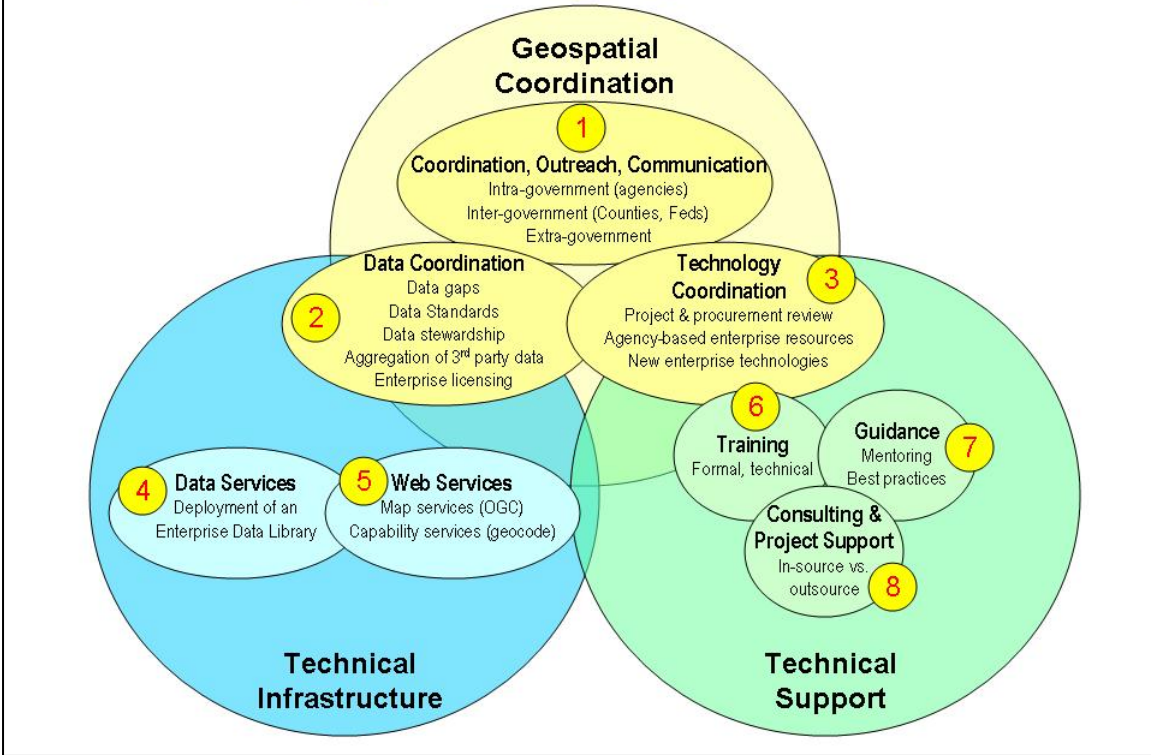 Geospatial
Coordination
1
Coordination, Outreach, Communication
Intra-government (agencies)
Inter-government (Counties, Feds)
Extra-government
2
Data Coordination
Data gaps
Data Standards
Data stewardship
Aggregation of 3rd party data
Enterprise licensing
3
Technology
Coordination
Project & procurement review
Agency-based enterprise resources
New enterprise technologies
4
Data Services
Deployment of an
Enterprise Data Library
5
Web Services
Map services (OGC)
Capability services (geocode)
6
Training
Formal, technical
7
Guidance
Mentoring
Best practices
Consulting &
Project Support
In-source vs.
outsource
8
Technical
Infrastructure
Technical
Support